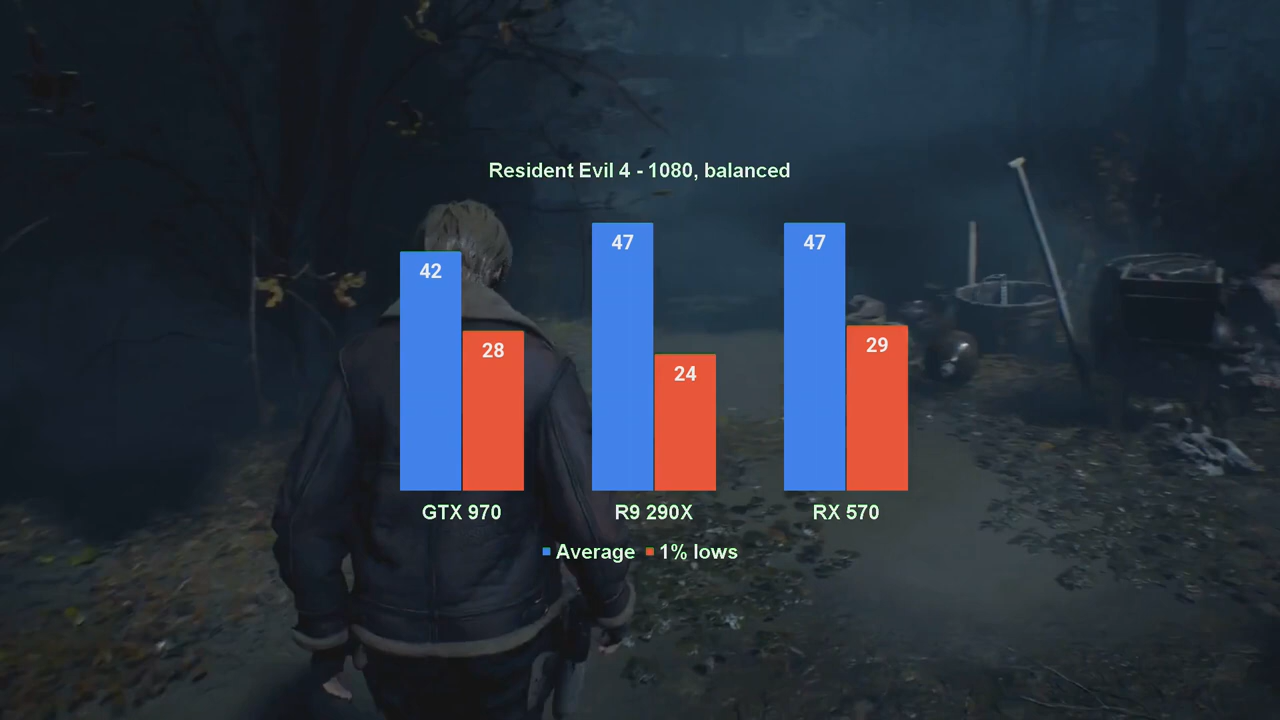 Resident Evil 4 - 1080, balanced
42
28
47
24
47
29
GTX 970
R9 290X
RX 570
Average
1% lows